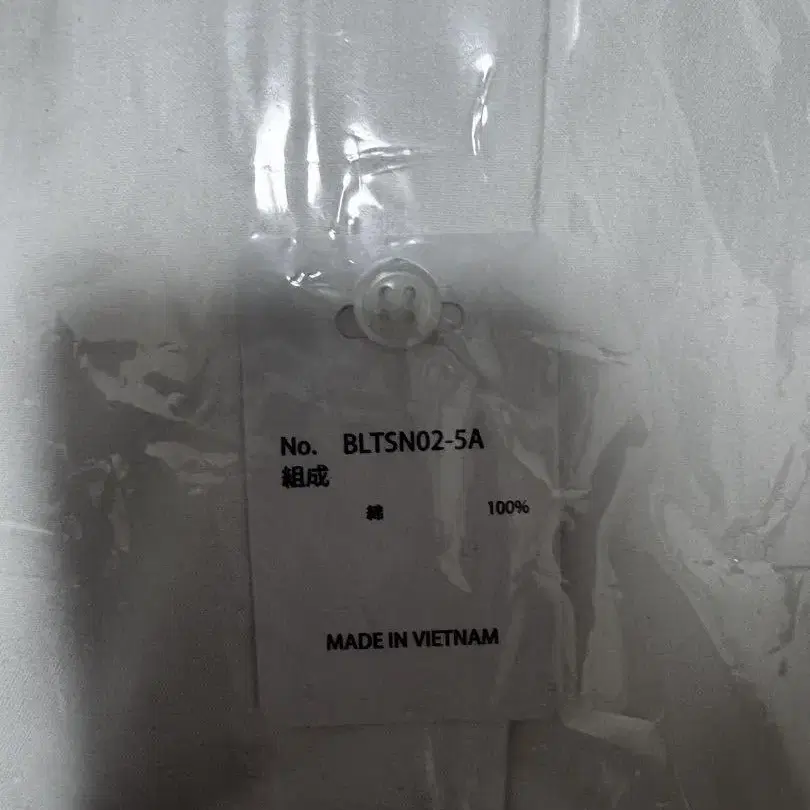 No. BLTSN02-5A
組成
綿 100%
MADE IN VIETNAM